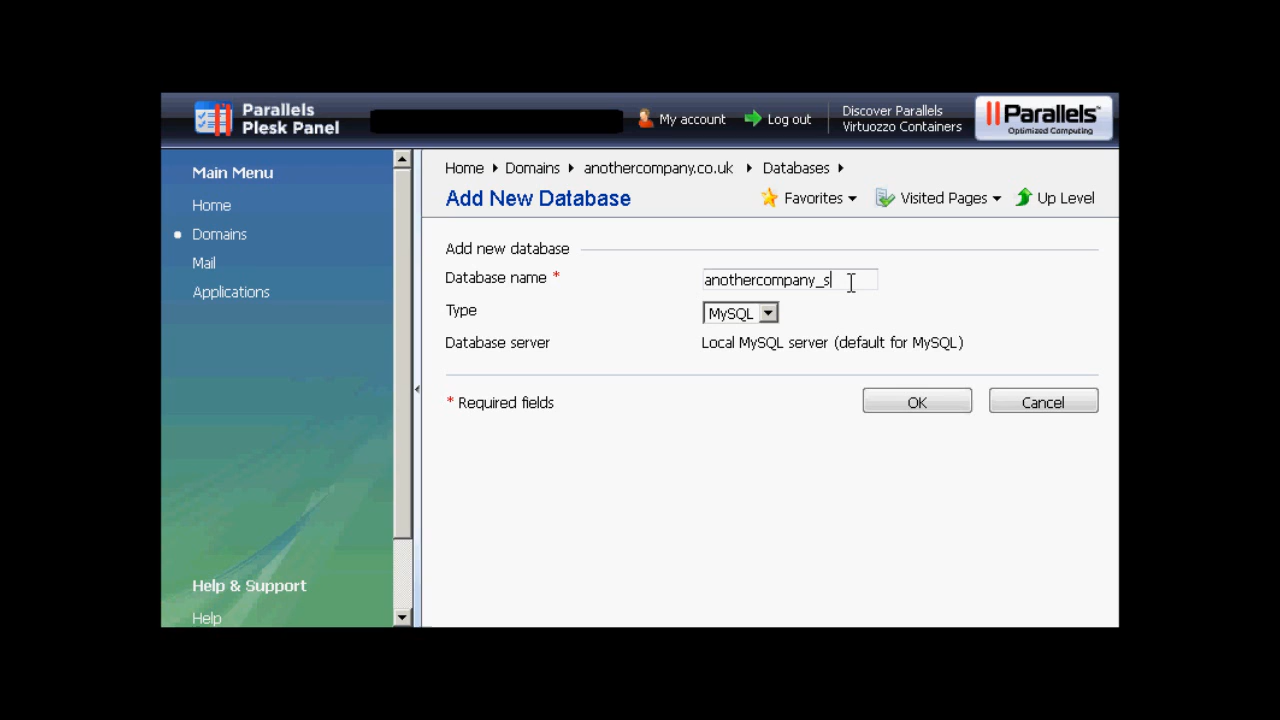 Parallels
Plesk Panel
My account
Log out
Discover Parallels
Virtuozzo Containers
Parallels™
Optimized Computing
Main Menu
Home
Domains
Mail
Applications
Help & Support
Help
Home Domains anothercompany.co.uk Databases
Add New Database
Favorites
Visited Pages
Up Level
Add new database
Database name *
anothercompany_s
Type
MySQL
Database server
Local MySQL server (default for MySQL)
* Required fields
OK
Cancel